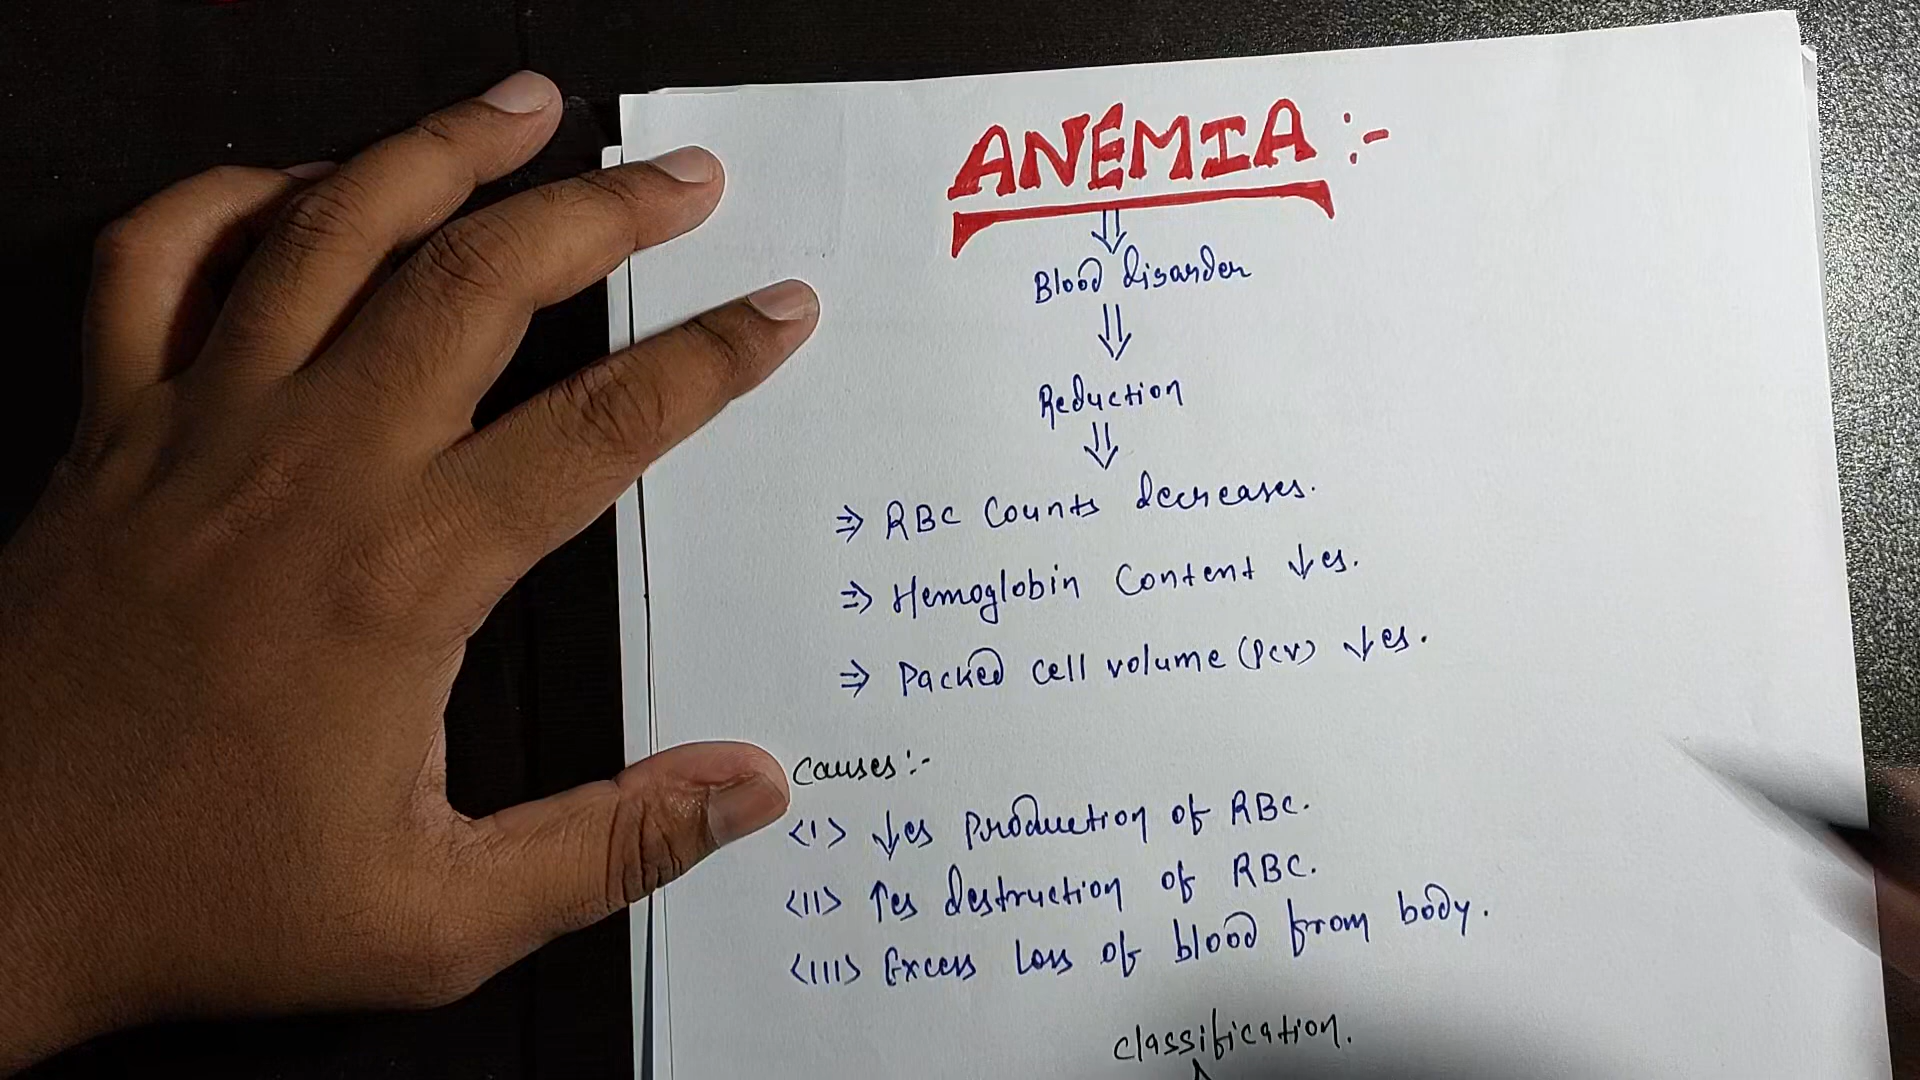 ANEMIA :-
⇓
Blood disorder
⇓
Reduction
⇓
⇒ RBC Counts decreases.
⇒ Hemoglobin Content ↓es.
⇒ Packed cell volume (PCV) ↓es.
Causes :-
<I> ↓es Production of RBC.
<II> ↑es destruction of RBC.
<III> Excess loss of blood from body.
Classification.